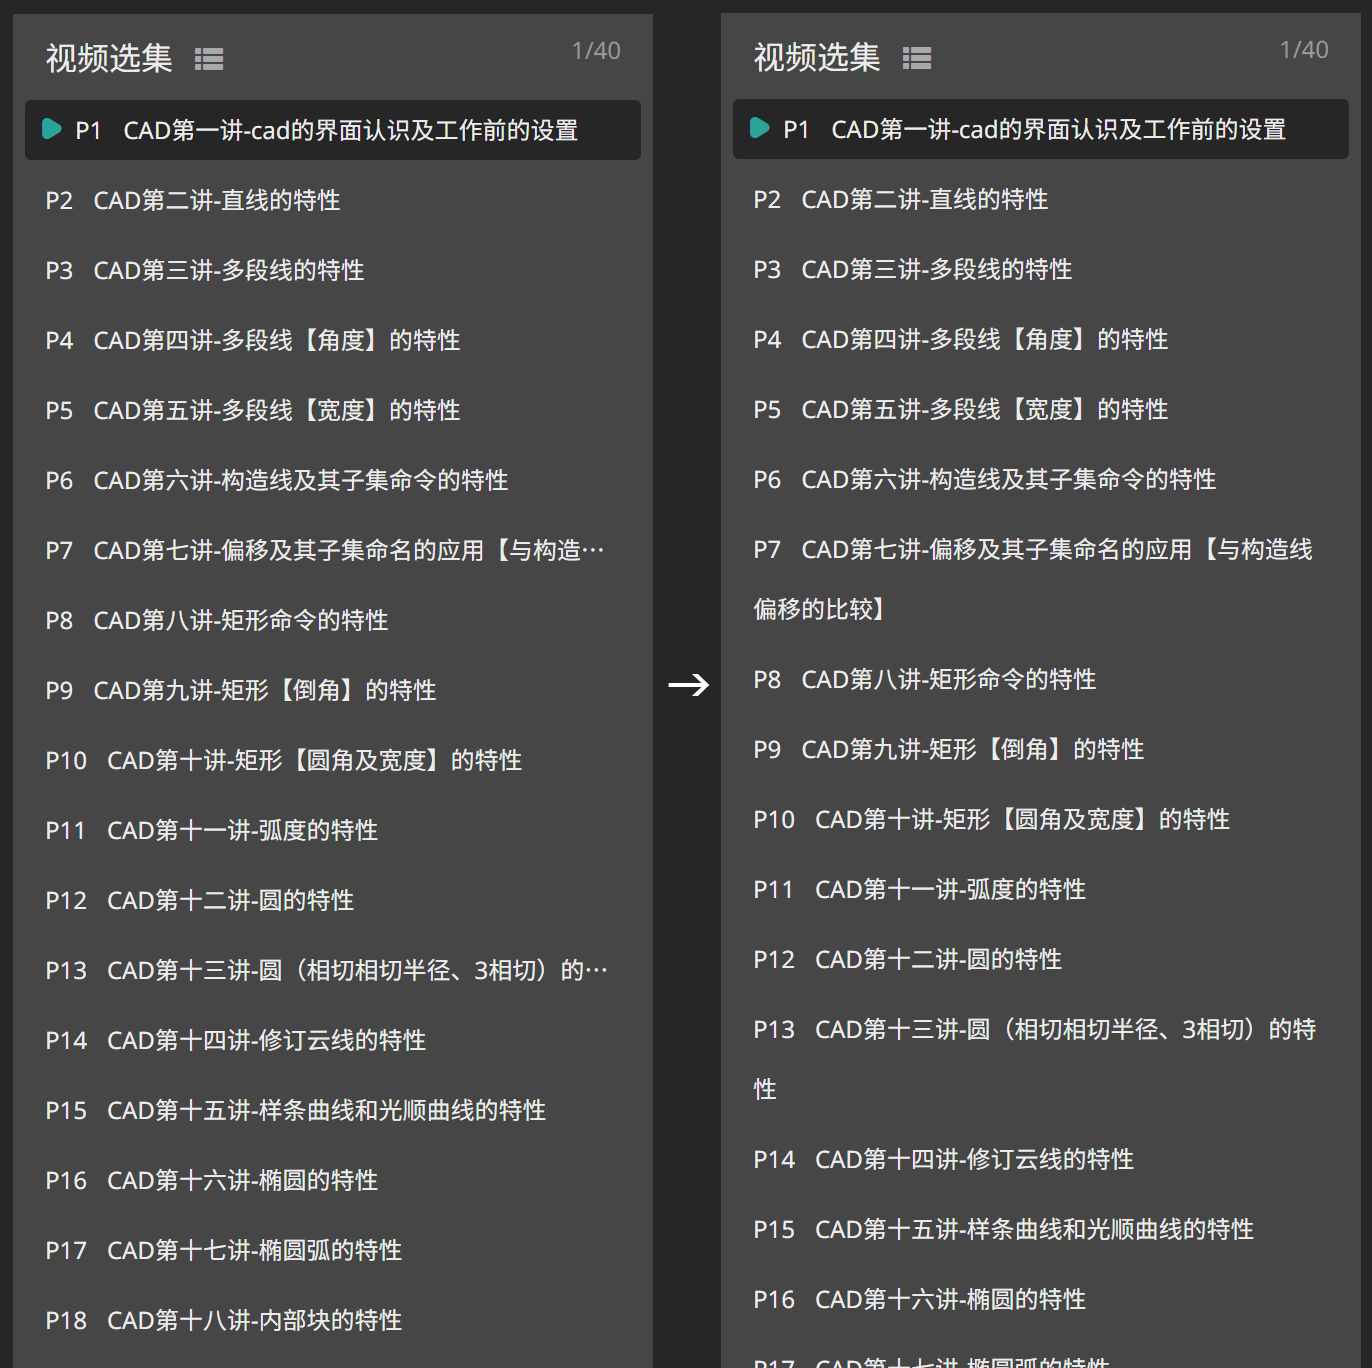 视频选集
1/40
P1 CAD第一讲-cad的界面认识及工作前的设置
P2 CAD第二讲-直线的特性
P3 CAD第三讲-多段线的特性
P4 CAD第四讲-多段线【角度】的特性
P5 CAD第五讲-多段线【宽度】的特性
P6 CAD第六讲-构造线及其子集命令的特性
P7 CAD第七讲-偏移及其子集命名的应用【与构造…
P8 CAD第八讲-矩形命令的特性
P9 CAD第九讲-矩形【倒角】的特性
P10 CAD第十讲-矩形【圆角及宽度】的特性
P11 CAD第十一讲-弧度的特性
P12 CAD第十二讲-圆的特性
P13 CAD第十三讲-圆（相切相切半径、3相切）的…
P14 CAD第十四讲-修订云线的特性
P15 CAD第十五讲-样条曲线和光顺曲线的特性
P16 CAD第十六讲-椭圆的特性
P17 CAD第十七讲-椭圆弧的特性
P18 CAD第十八讲-内部块的特性
→
视频选集
1/40
P1 CAD第一讲-cad的界面认识及工作前的设置
P2 CAD第二讲-直线的特性
P3 CAD第三讲-多段线的特性
P4 CAD第四讲-多段线【角度】的特性
P5 CAD第五讲-多段线【宽度】的特性
P6 CAD第六讲-构造线及其子集命令的特性
P7 CAD第七讲-偏移及其子集命名的应用【与构造线
偏移的比较】
P8 CAD第八讲-矩形命令的特性
P9 CAD第九讲-矩形【倒角】的特性
P10 CAD第十讲-矩形【圆角及宽度】的特性
P11 CAD第十一讲-弧度的特性
P12 CAD第十二讲-圆的特性
P13 CAD第十三讲-圆（相切相切半径、3相切）的特
性
P14 CAD第十四讲-修订云线的特性
P15 CAD第十五讲-样条曲线和光顺曲线的特性
P16 CAD第十六讲-椭圆的特性
P17 CAD第十七讲-椭圆弧的特性